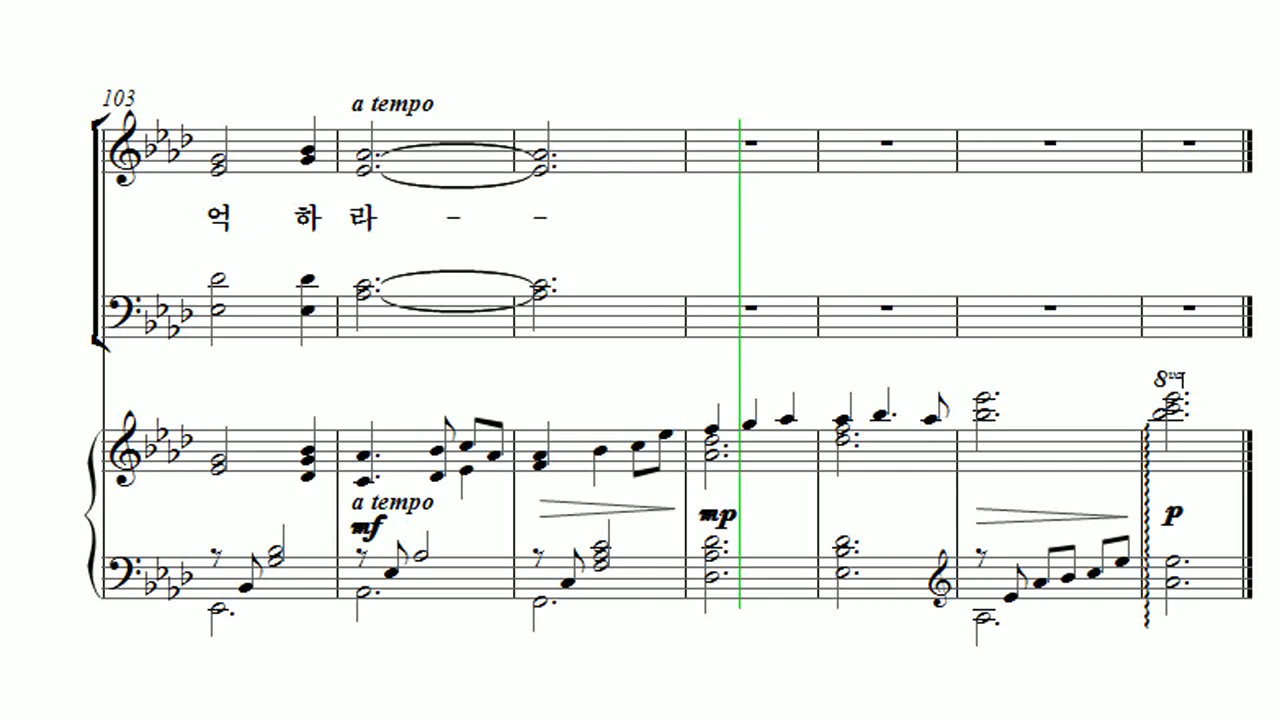 103
a tempo
억 하 라 - -
8va
a tempo
mf
mp
p